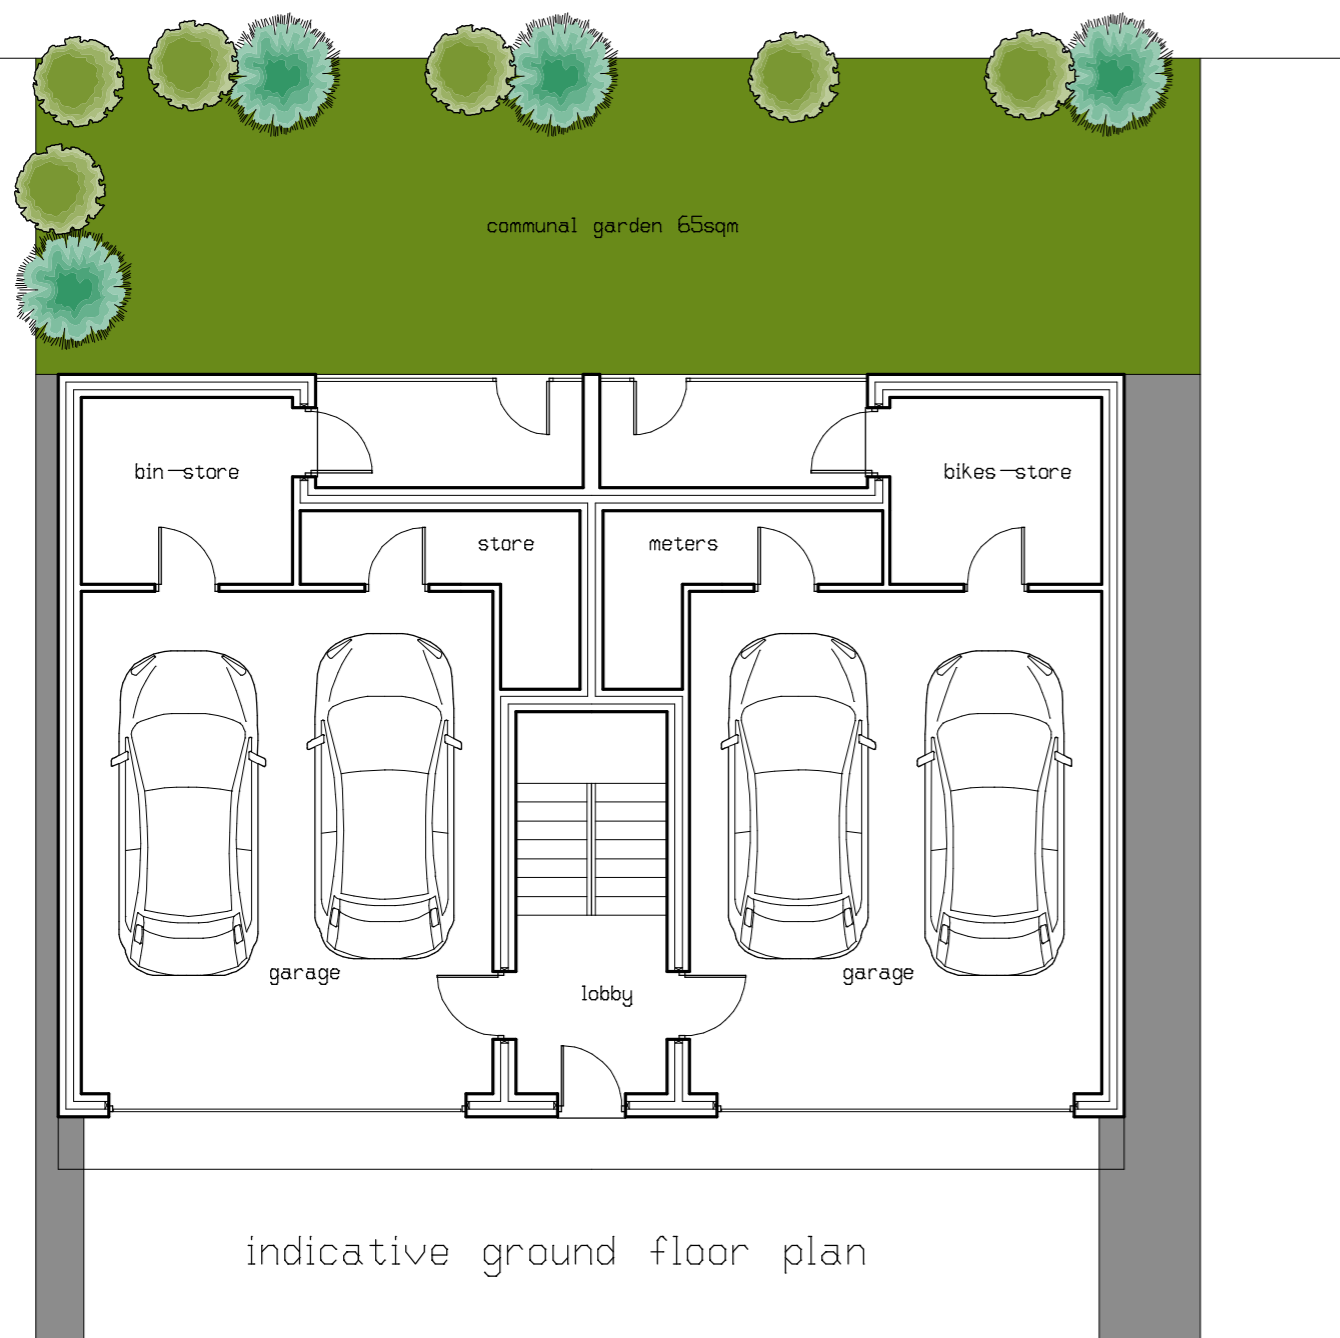 communal garden 65sqm
bin-store
bikes-store
store
meters
garage
garage
lobby
indicative ground floor plan